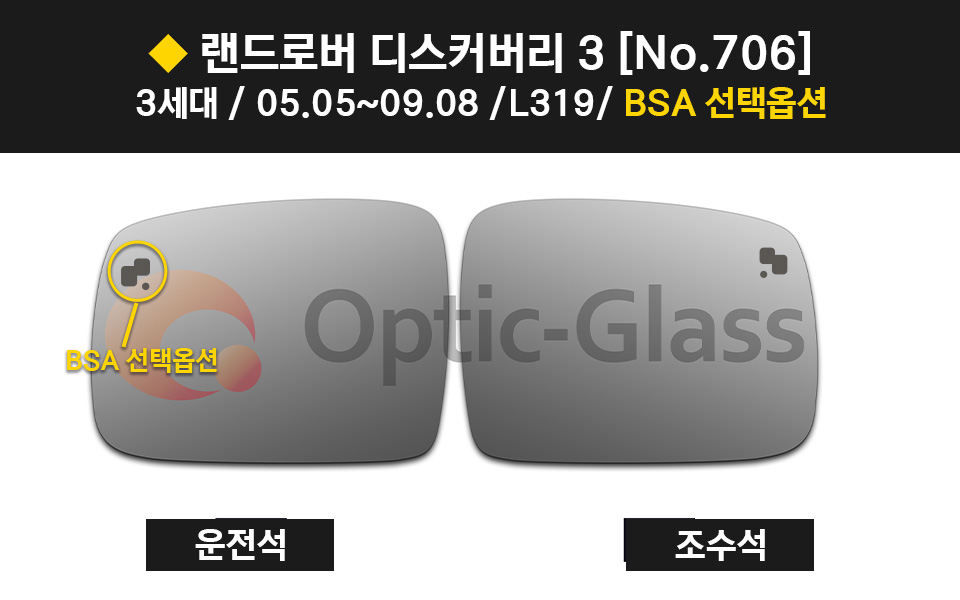 ◆ 랜드로버 디스커버리 3 [No.706]
3세대 / 05.05~09.08 /L319/ BSA 선택옵션
Optic-Glass
BSA 선택옵션
운전석
조수석